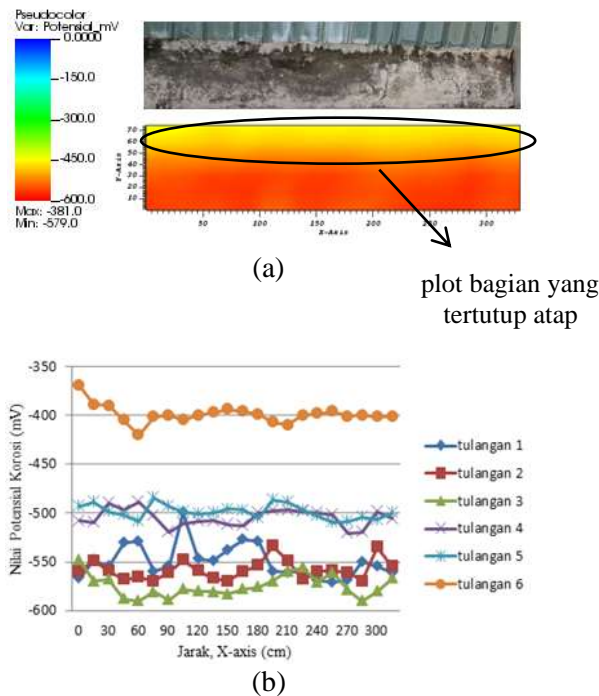 Pseudocolor
Var: Potensial_mV
0.0000
-150.0
-300.0
-450.0
-600.0
Max: -381.0
Min: -579.0
Y-Axis
70
60
50
40
30
20
10
50
100
150
200
250
300
X-Axis
(a)
plot bagian yang
tertutup atap
Nilai Potensial Korosi (mV)
-350
-400
-450
-500
-550
-600
0 30 60 90 120 150 180 210 240 270 300
Jarak, X-axis (cm)
tulangan 1
tulangan 2
tulangan 3
tulangan 4
tulangan 5
tulangan 6
(b)